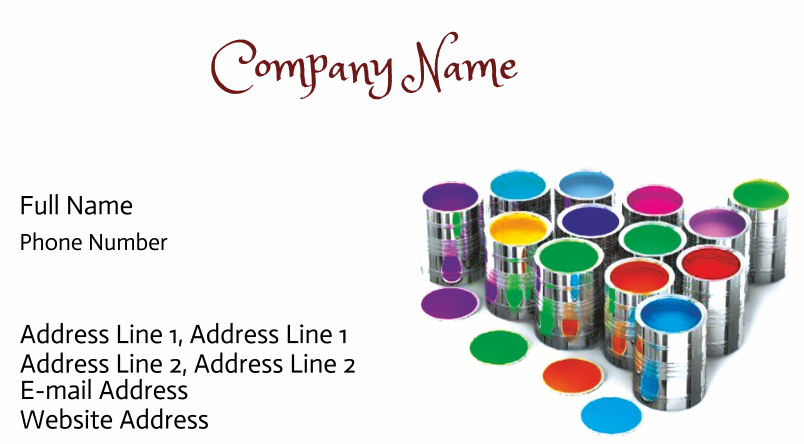 Company Name
Full Name
Phone Number
Address Line 1, Address Line 1
Address Line 2, Address Line 2
E-mail Address
Website Address